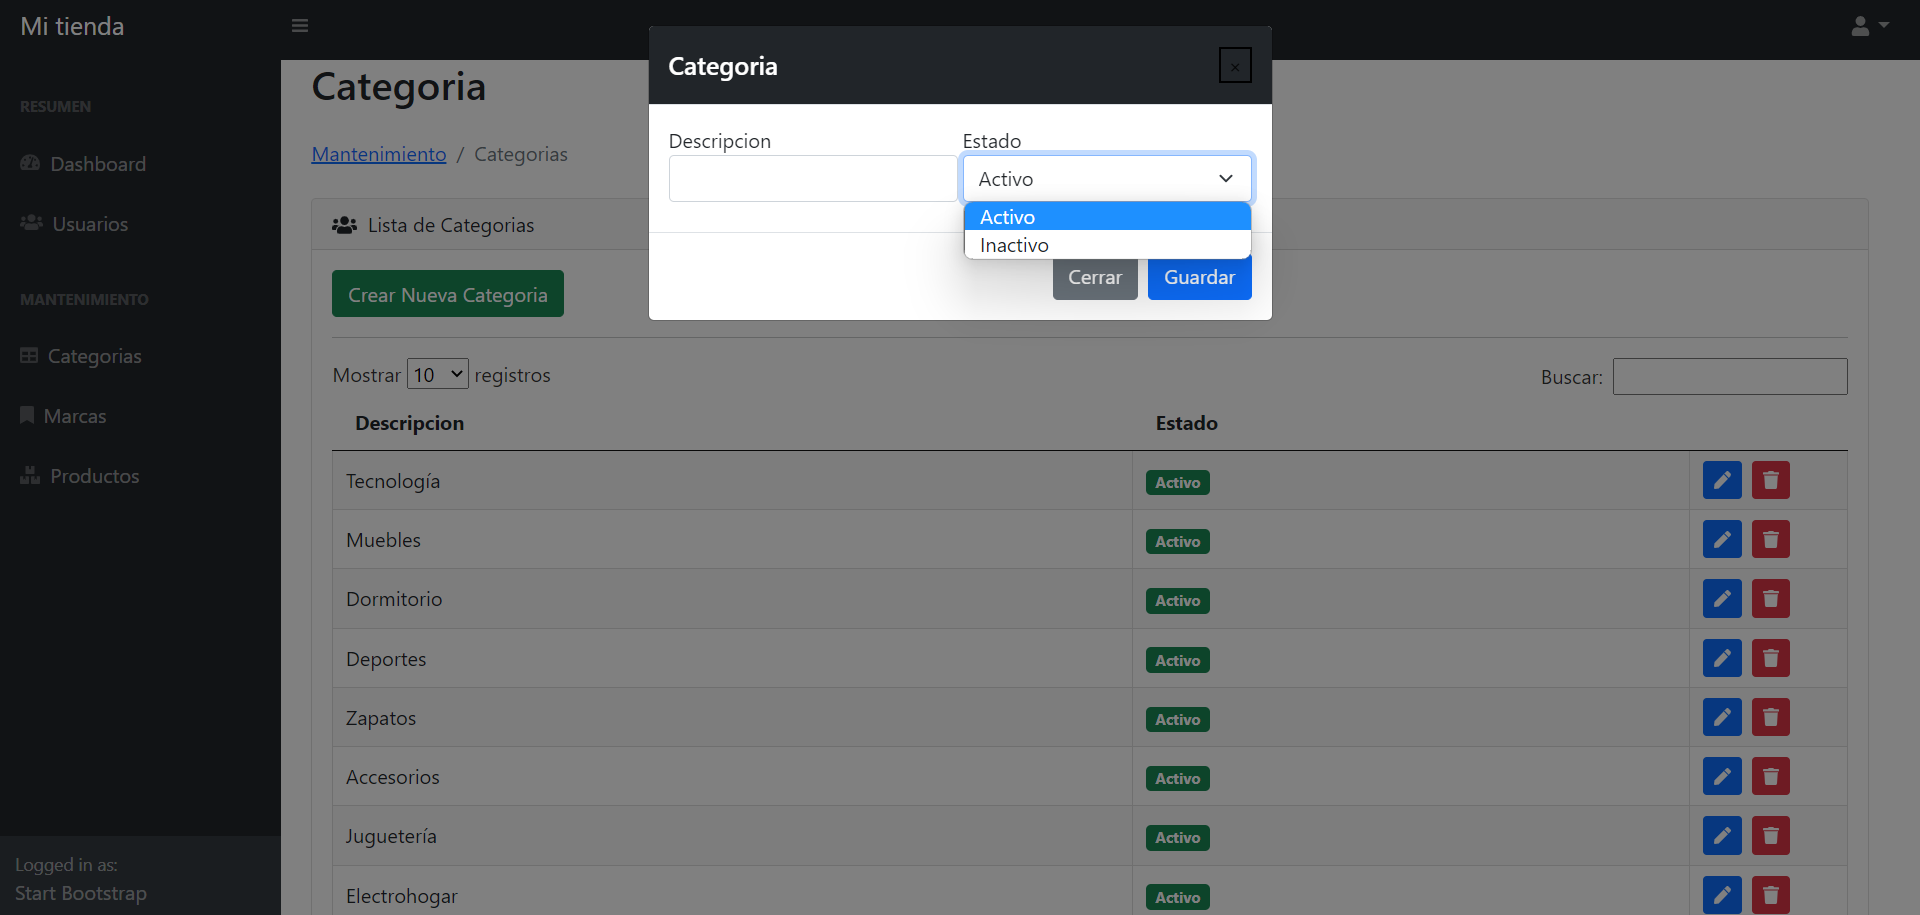 Mi tienda
RESUMEN
Dashboard
Usuarios
MANTENIMIENTO
Categorias
Marcas
Productos
Logged in as:
Start Bootstrap
Categoria
Mantenimiento / Categorias
Lista de Categorias
Crear Nueva Categoria
Categoria
×
Descripcion
Estado
Activo
Activo
Inactivo
Cerrar
Guardar
Mostrar 10 registros
Buscar:
Descripcion Estado
Tecnología Activo
Muebles Activo
Dormitorio Activo
Deportes Activo
Zapatos Activo
Accesorios Activo
Juguetería Activo
Electrohogar Activo